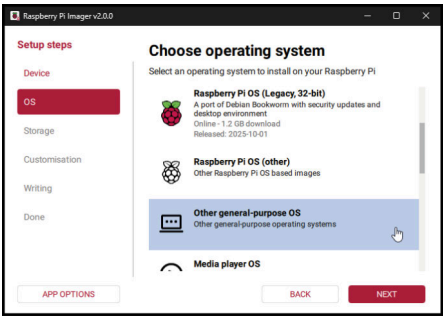 Raspberry Pi Imager v2.0.0
Setup steps
Device
OS
Storage
Customisation
Writing
Done
APP OPTIONS
Choose operating system
Select an operating system to install on your Raspberry Pi
Raspberry Pi OS (Legacy, 32-bit)
A port of Debian Bookworm with security updates and
desktop environment
Online - 1.2 GB download
Released: 2025-10-01
Raspberry Pi OS (other)
Other Raspberry Pi OS based images
Other general-purpose OS
Other general-purpose operating systems
Media player OS
BACK
NEXT